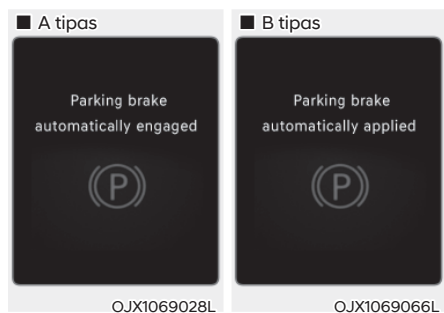 ■ A tipas
Parking brake
automatically engaged
P
OJX1069028L
■ B tipas
Parking brake
automatically applied
P
OJX1069066L